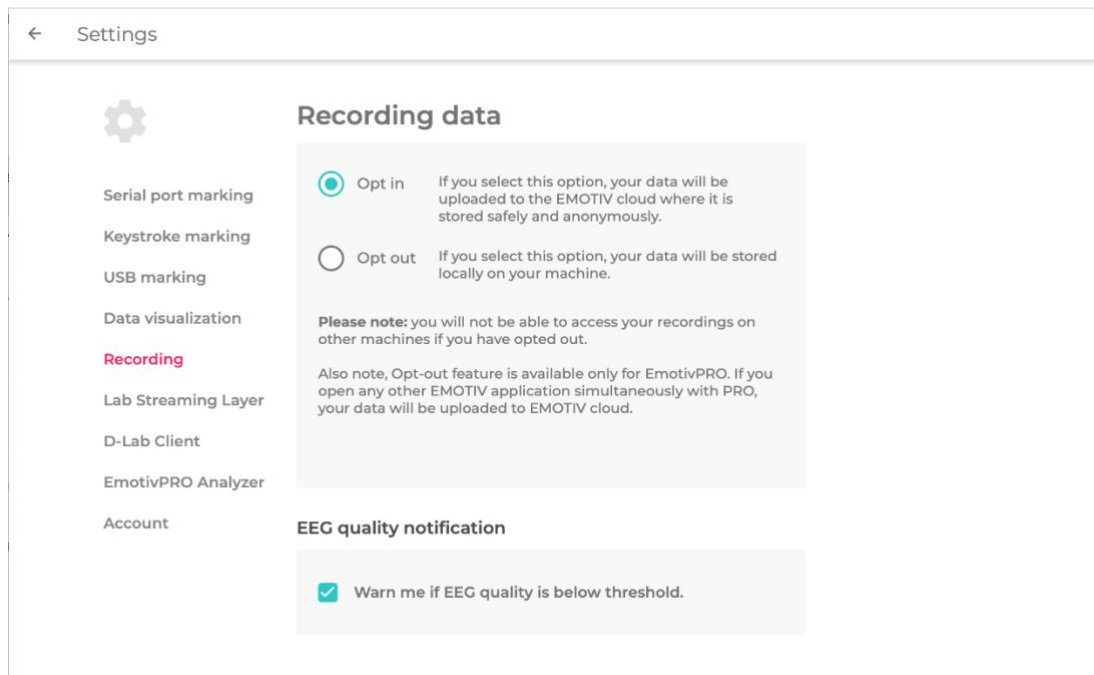 Settings
Serial port marking
Keystroke marking
USB marking
Data visualization
Recording
Lab Streaming Layer
D-Lab Client
EmotivPRO Analyzer
Account
Recording data
Opt in
If you select this option, your data will be
uploaded to the EMOTIV cloud where it is
stored safely and anonymously.
Opt out
If you select this option, your data will be stored
locally on your machine.
Please note: you will not be able to access your recordings on
other machines if you have opted out.
Also note, Opt-out feature is available only for EmotivPRO. If you
open any other EMOTIV application simultaneously with PRO,
your data will be uploaded to EMOTIV cloud.
EEG quality notification
Warn me if EEG quality is below threshold.